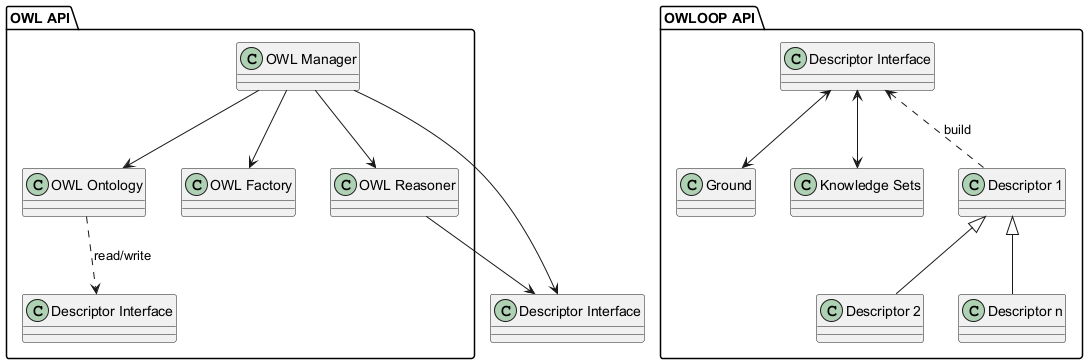 OWL API
OWLOOP API
C OWL Manager
C Descriptor Interface
build
C OWL Ontology
C OWL Factory
C OWL Reasoner
C Ground
C Knowledge Sets
C Descriptor 1
read/write
C Descriptor Interface
C Descriptor Interface
C Descriptor 2
C Descriptor n